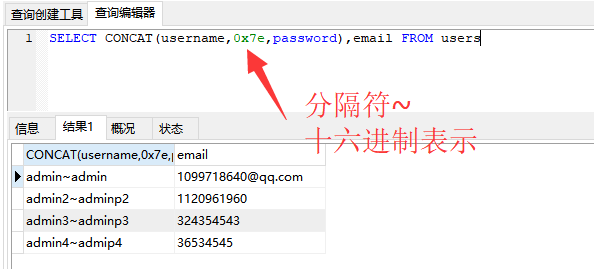 查询创建工具 查询编辑器
1 SELECT CONCAT(username,0x7e,password),email FROM users
分隔符~
十六进制表示
信息 结果1 概况 状态
CONCAT(username,0x7e,p email
admin~admin 1099718640@qq.com
admin2~adminp2 1120961960
admin3~adminp3 324354543
admin4~adminp4 36534545